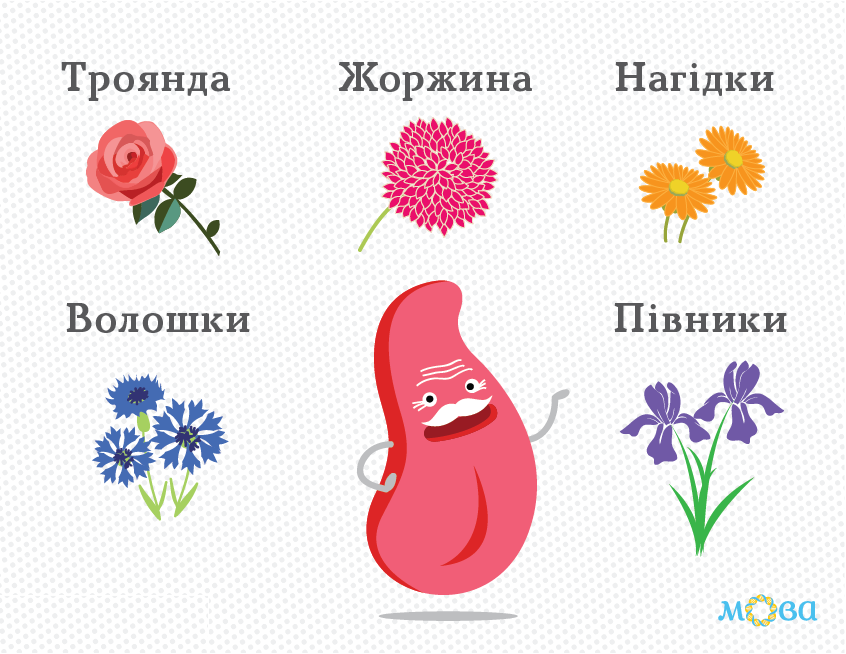 Троянда
Жоржина
Нагідки
Волошки
Півники
мова